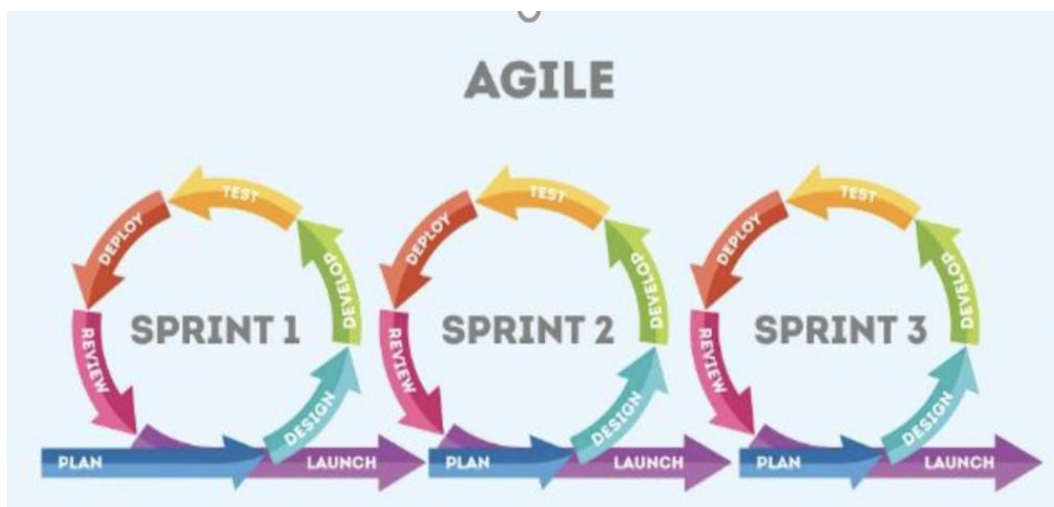 AGILE
TEST
TEST
TEST
DEPLOY
DEPLOY
DEPLOY
DEVELOP
DEVELOP
DEVELOP
SPRINT 1
SPRINT 2
SPRINT 3
REVIEW
REVIEW
REVIEW
DESIGN
DESIGN
DESIGN
PLAN
LAUNCH
PLAN
LAUNCH
PLAN
LAUNCH